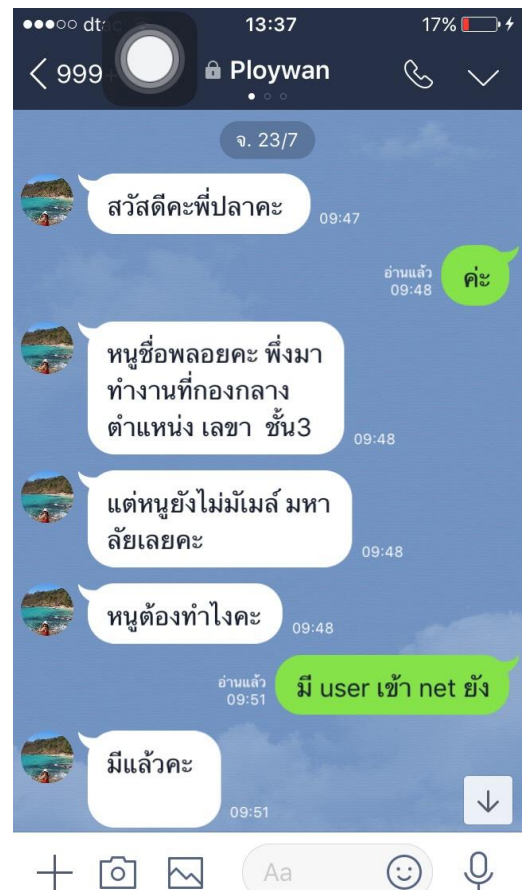 dtac
13:37
17%
999+
Ploywan
จ. 23/7
สวัสดีคะพี่ปลาคะ
09:47
อ่านแล้ว
09:48
ค่ะ
หนูชื่อพลอยคะ พึ่งมา
ทำงานที่กองกลาง
ตำแหน่ง เลขา ชั้น3
09:48
แต่หนูยังไม่มัเมล์ มหา
ลัยเลยคะ
09:48
หนูต้องทำไงคะ
09:48
อ่านแล้ว
09:51
มี user เข้า net ยัง
มีแล้วคะ
09:51
Aa